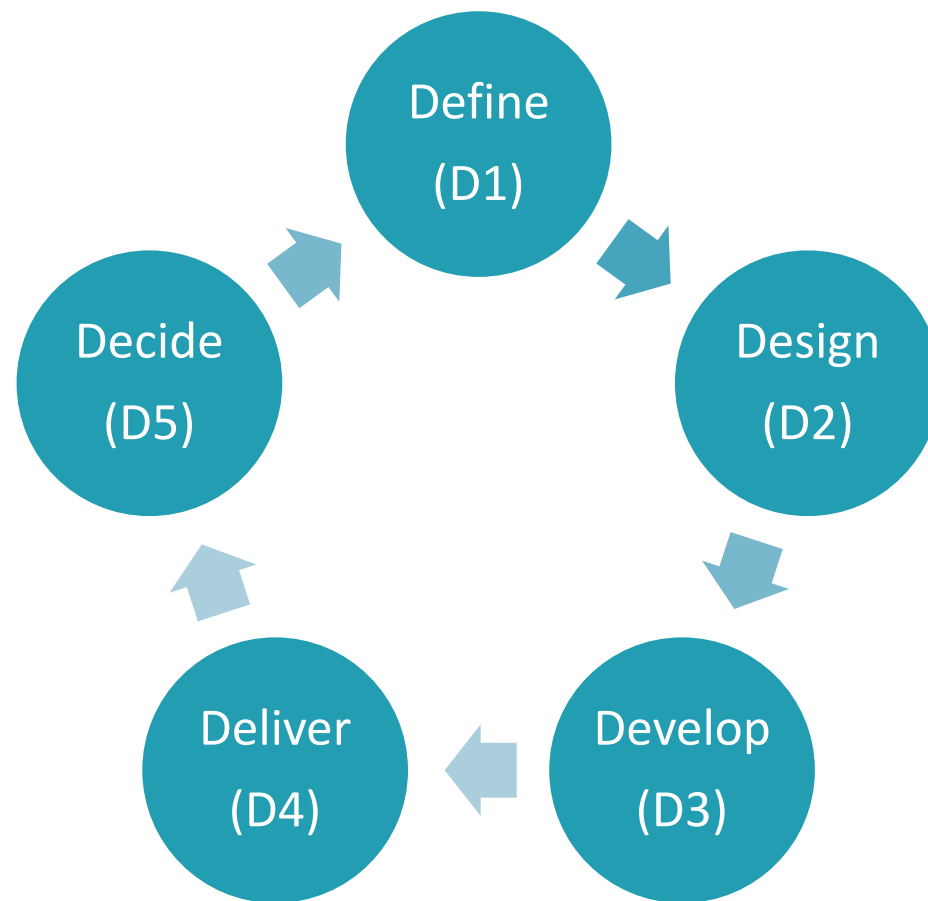 Define
(D1)
Design
(D2)
Develop
(D3)
Deliver
(D4)
Decide
(D5)